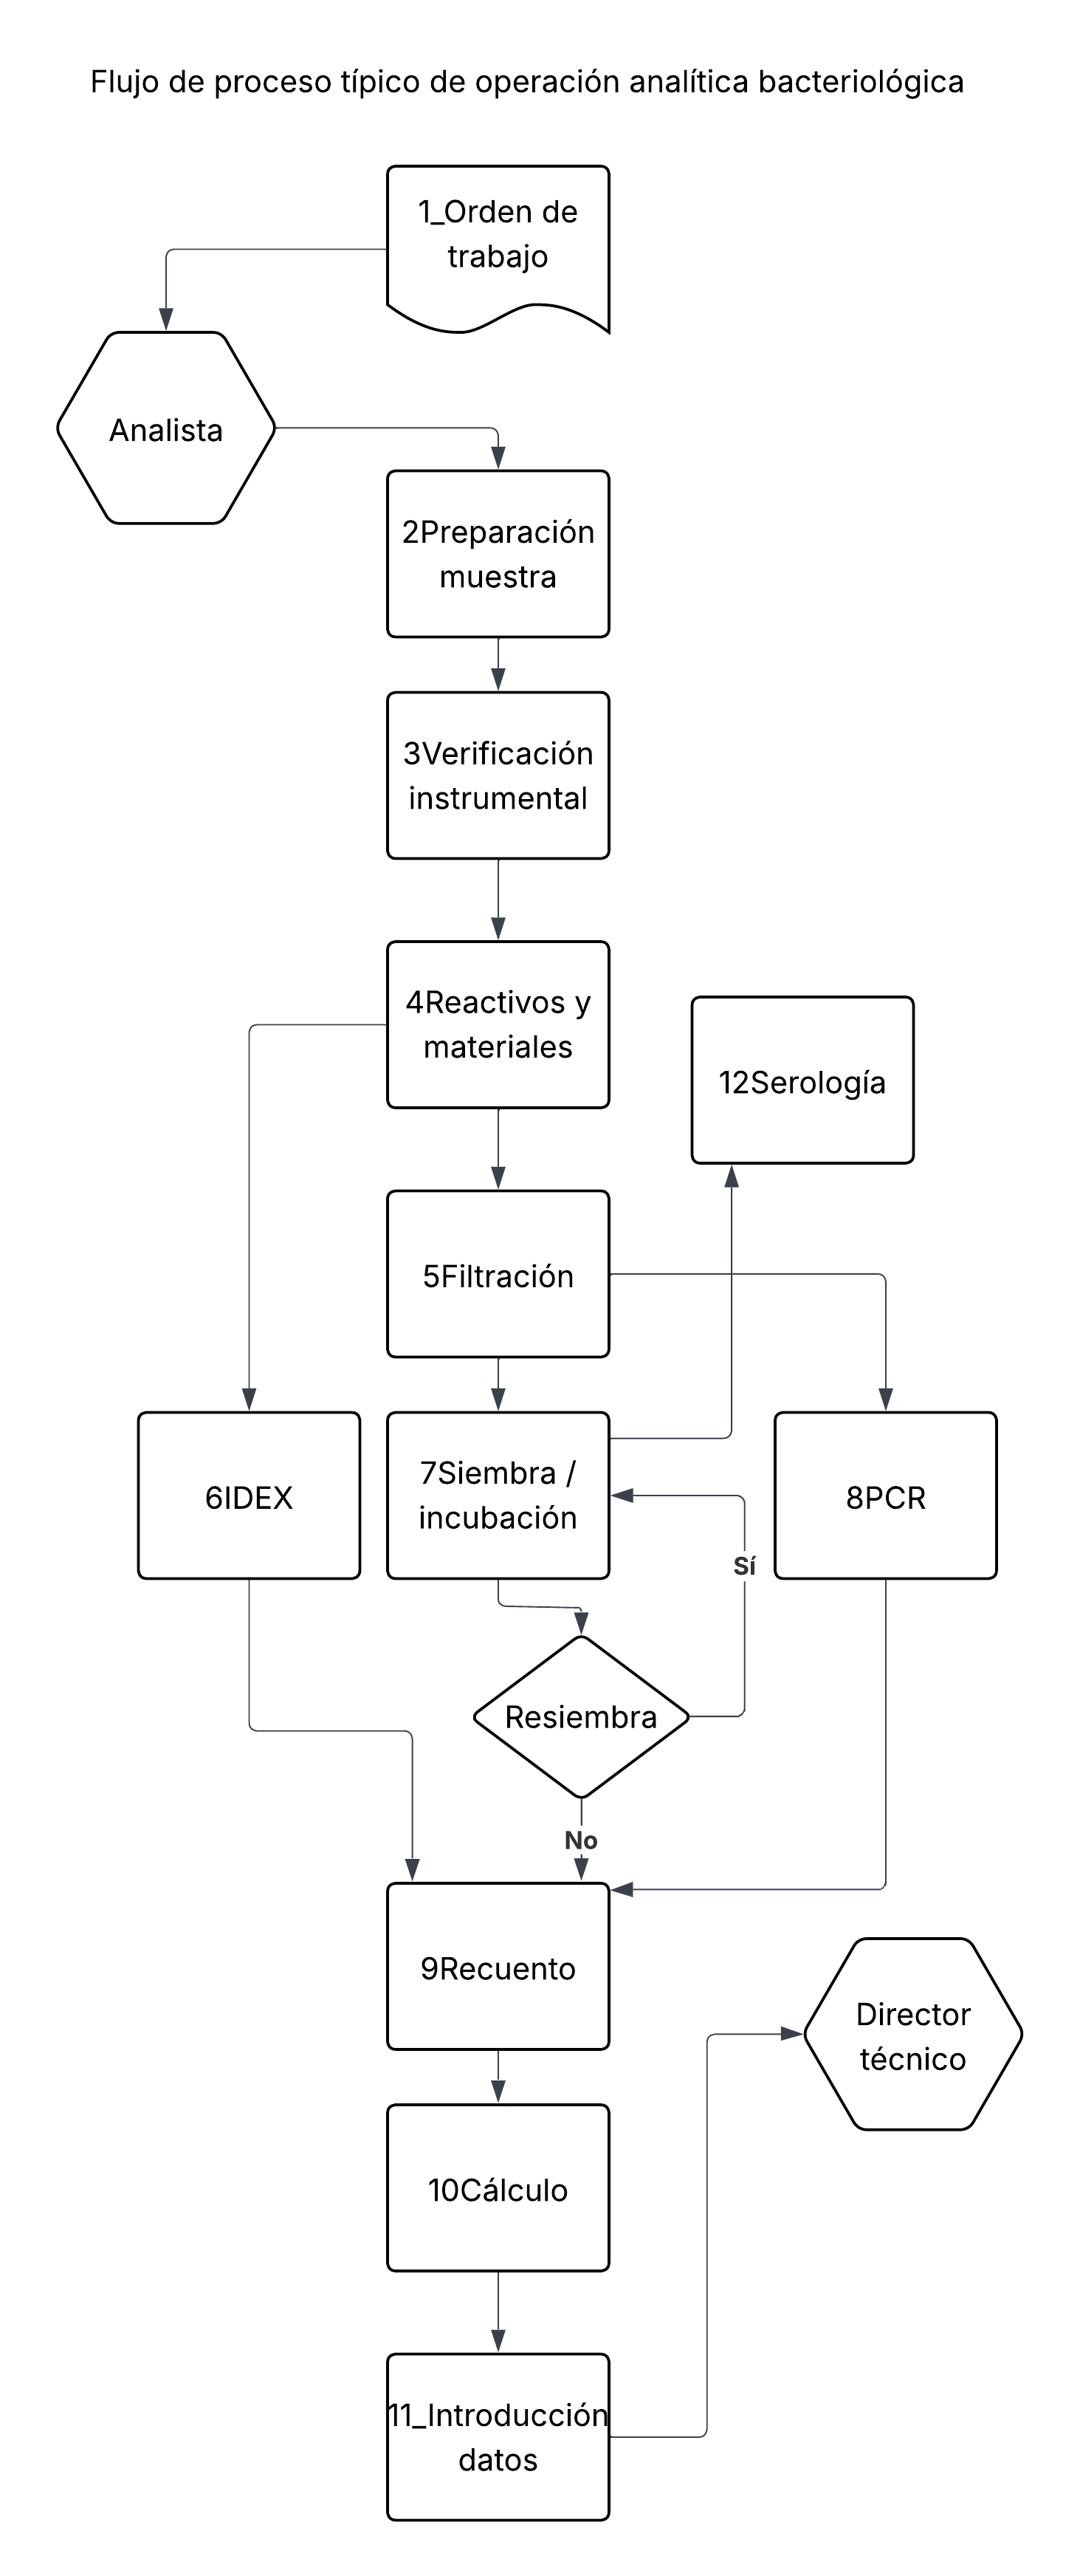 Flujo de proceso típico de operación analítica bacteriológica
1_Orden de
trabajo
Analista
2Preparación
muestra
3Verificación
instrumental
4Reactivos y
materiales
12Serología
5Filtración
6IDEX
7Siembra /
incubación
8PCR
Sí
Resiembra
No
9Recuento
Director
técnico
10Cálculo
11_Introducción
datos